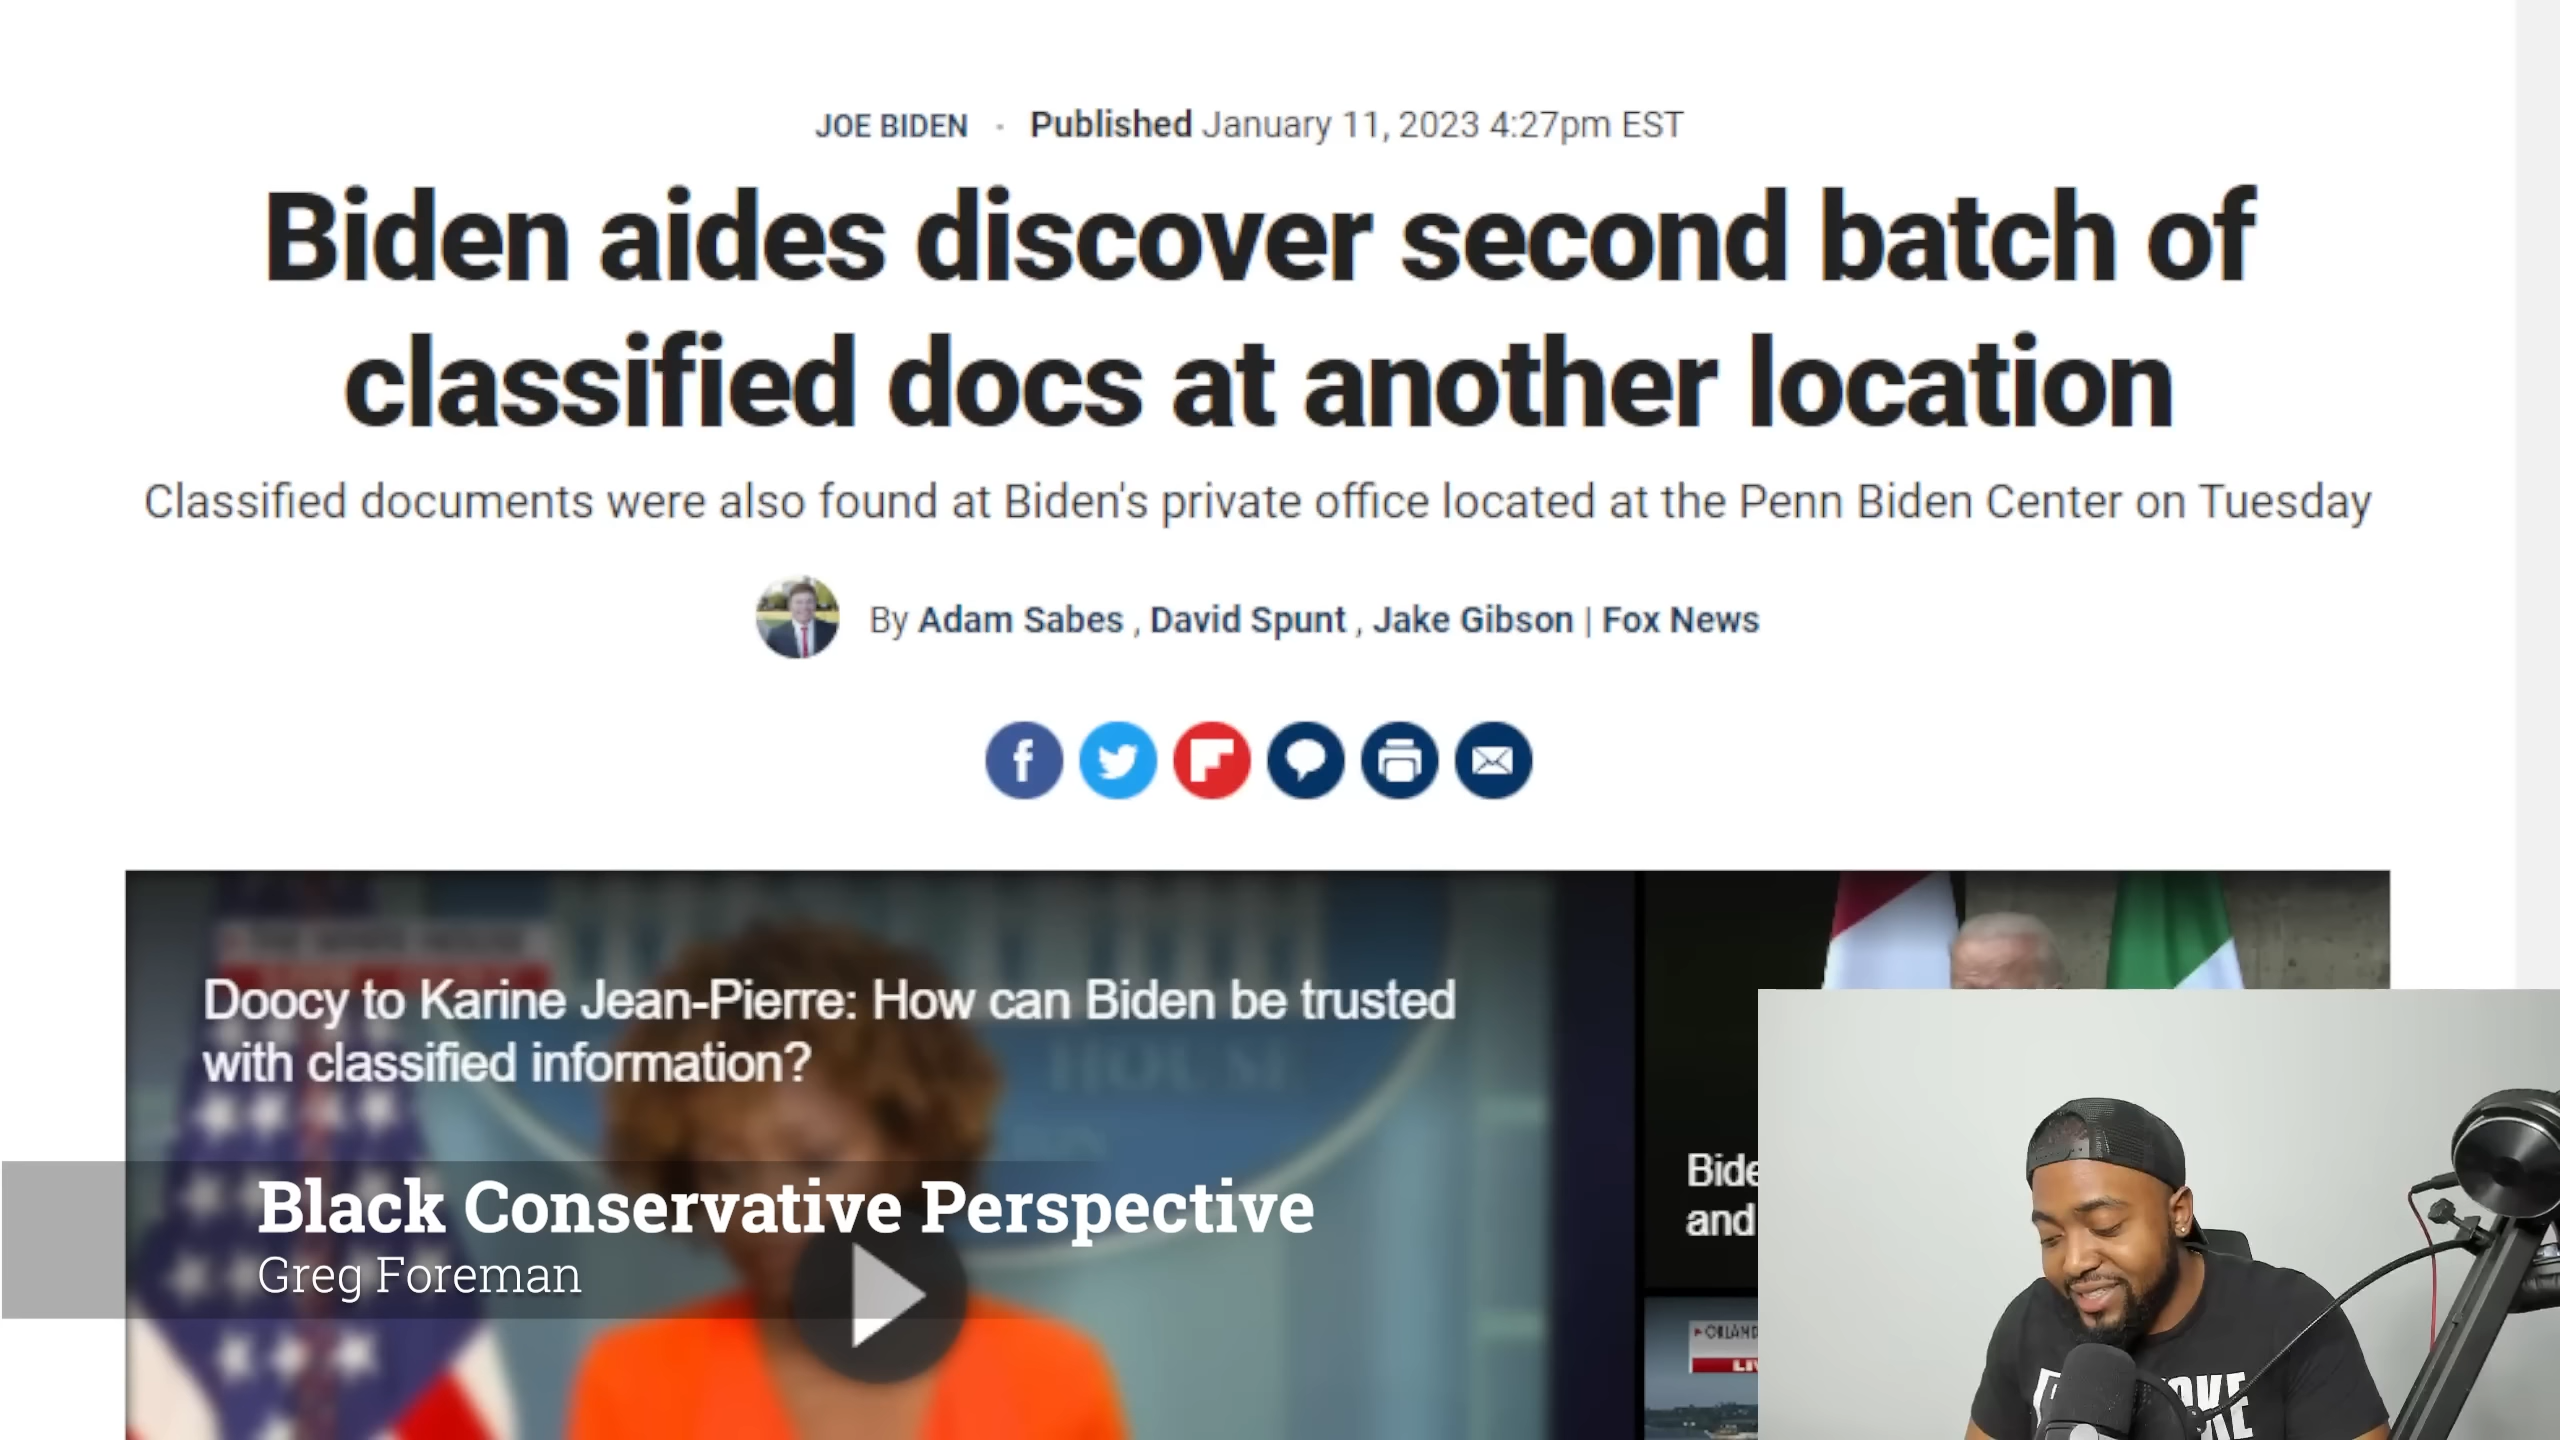 JOE BIDEN · Published January 11, 2023 4:27pm EST
Biden aides discover second batch of
classified docs at another location
Classified documents were also found at Biden's private office located at the Penn Biden Center on Tuesday
By Adam Sabes , David Spunt , Jake Gibson | Fox News
Doocy to Karine Jean-Pierre: How can Biden be trusted
with classified information?
HOUSE
Bide
and
Black Conservative Perspective
Greg Foreman